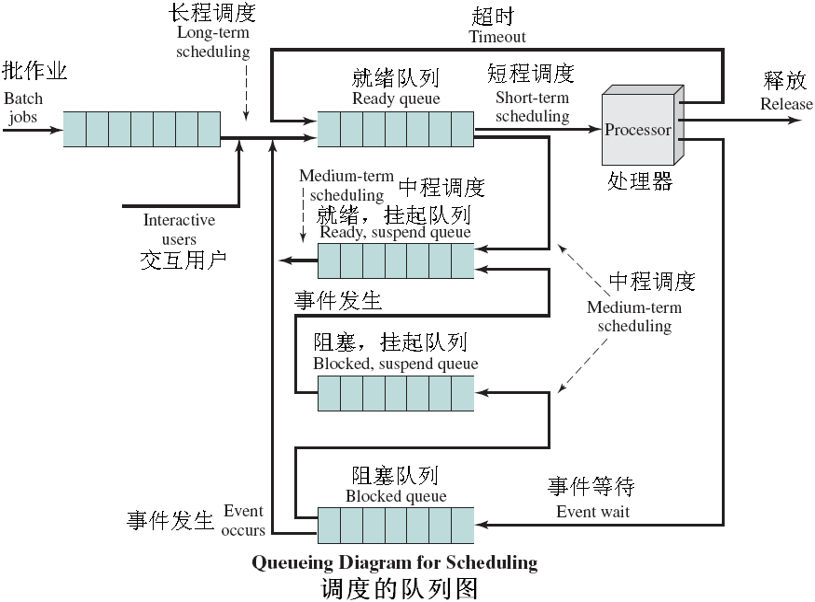 长程调度
Long-term
scheduling
超时
Timeout
批作业
Batch
jobs
就绪队列
Ready queue
短程调度
Short-term
scheduling
Processor
处理器
释放
Release
Interactive
users
交互用户
Medium-term
scheduling
中程调度
就绪，挂起队列
Ready, suspend queue
中程调度
Medium-term
scheduling
事件发生
阻塞，挂起队列
Blocked, suspend queue
阻塞队列
Blocked queue
事件等待
Event wait
事件发生
Event
occurs
Queueing Diagram for Scheduling
调度的队列图